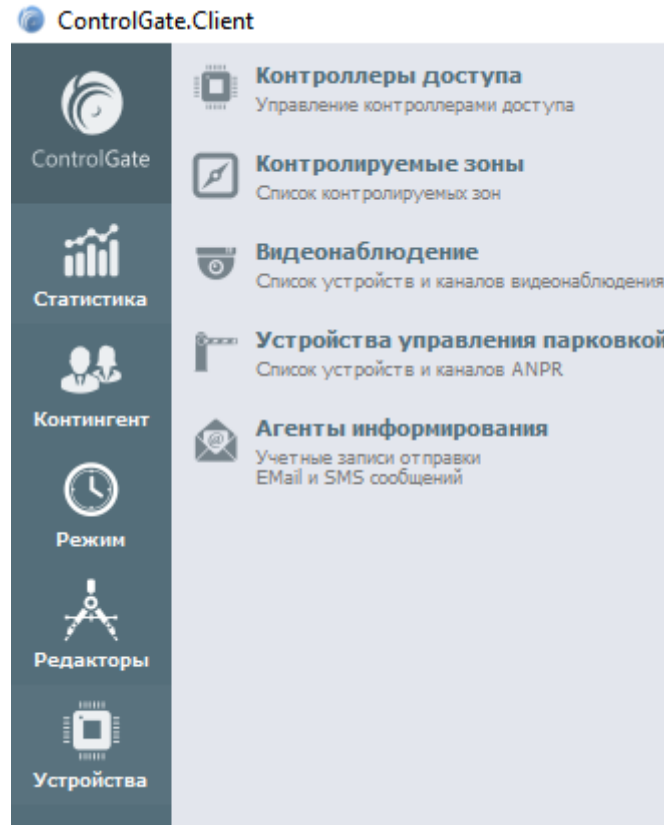 ControlGate.Client
ControlGate
Статистика
Контингент
Режим
Редакторы
Устройства
Контроллеры доступа
Управление контроллерами доступа
Контролируемые зоны
Список контролируемых зон
Видеонаблюдение
Список устройств и каналов видеонаблюдения
Устройства управления парковкой
Список устройств и каналов ANPR
Агенты информирования
Учетные записи отправки
EMail и SMS сообщений